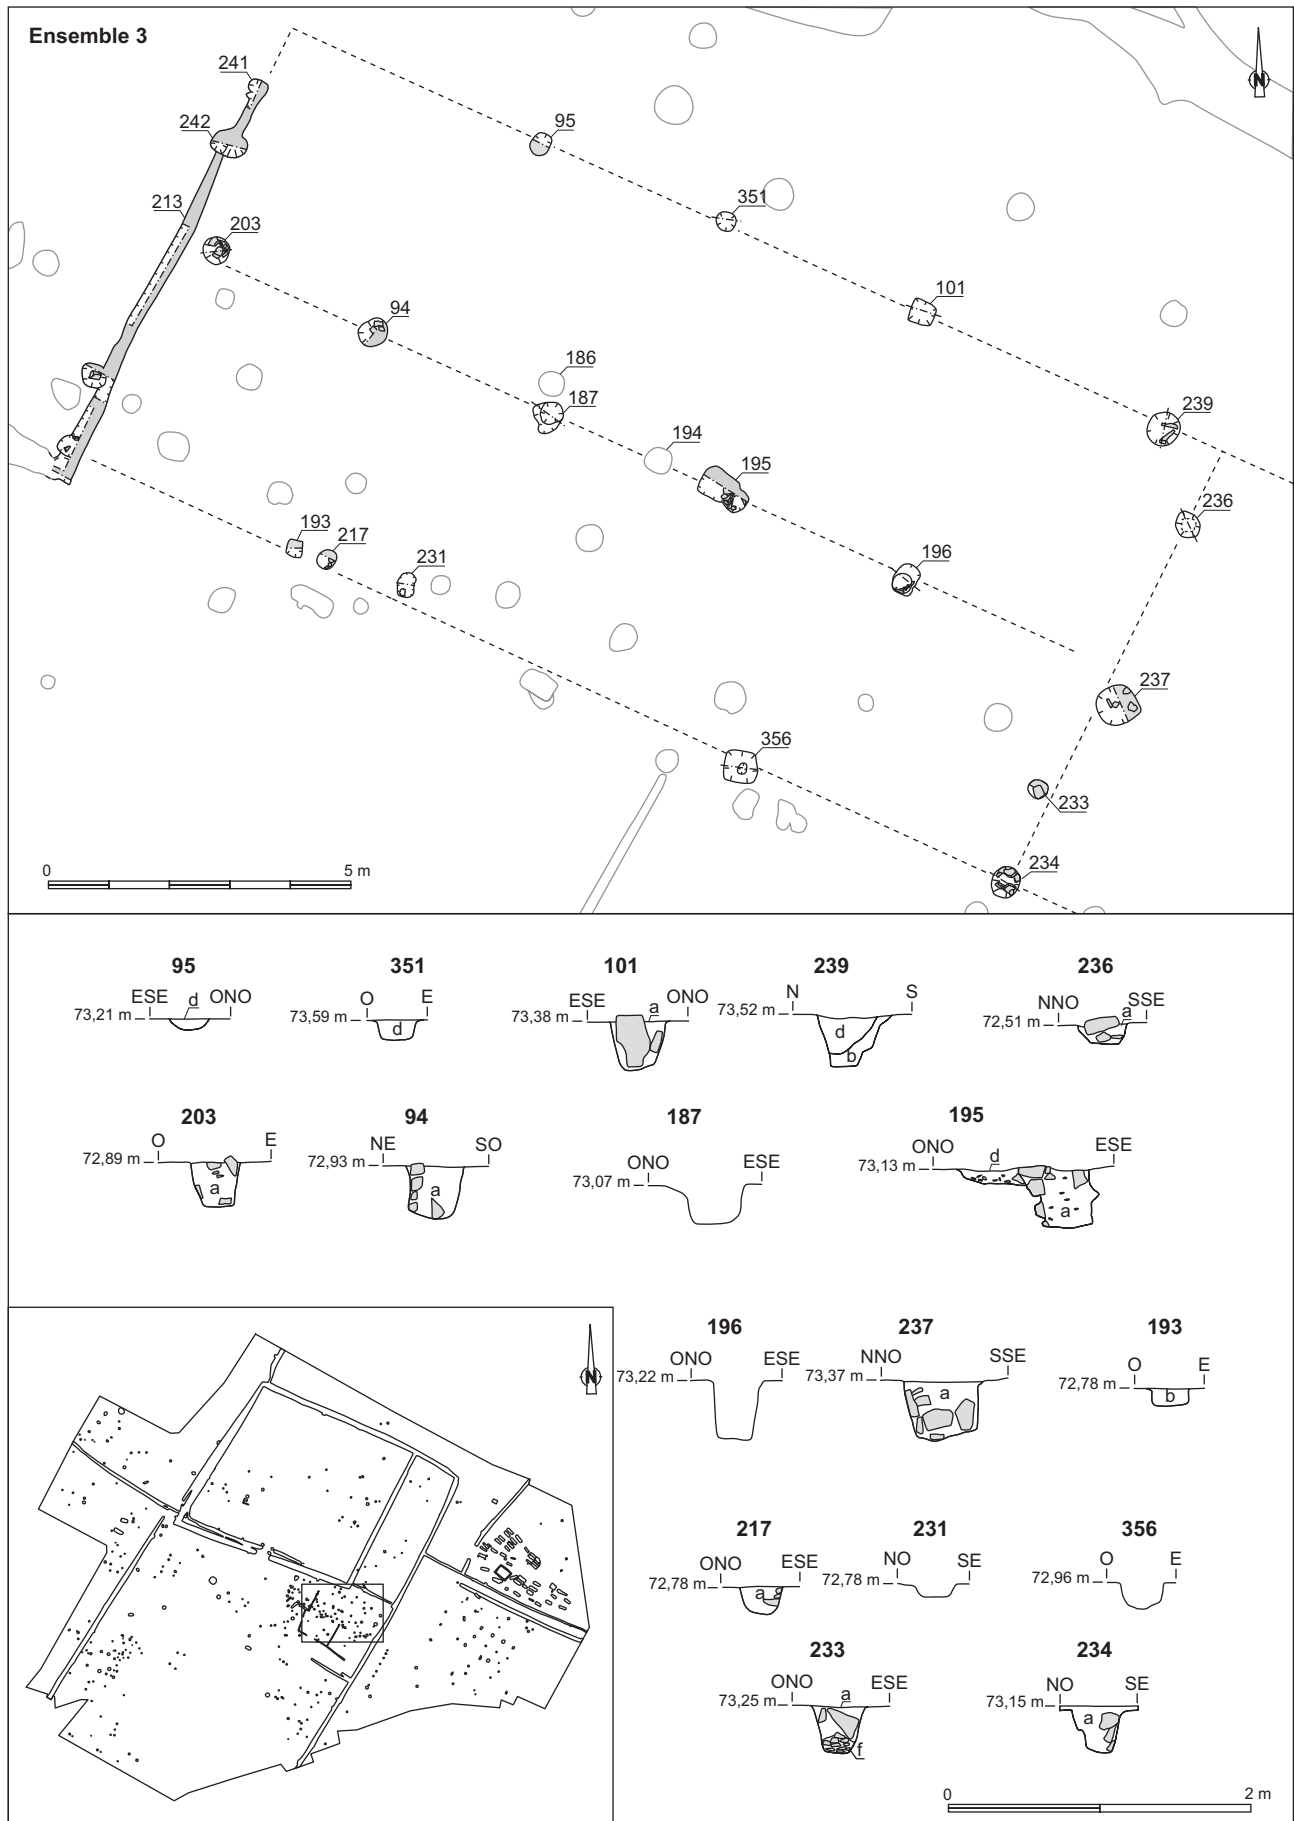 Ensemble 3
N
241
242
95
213
351
203
101
94
186
187
239
194
195
236
193
217
231
196
237
356
233
234
0 5 m
95
ESE d ONO
73,21 m
351
O E
73,59 m d
101
ESE a ONO
73,38 m
239
N S
73,52 m
d
b
236
NNO a SSE
72,51 m
203
O E
72,89 m
a
94
NE SO
72,93 m
a
187
ONO ESE
73,07 m
195
ONO d ESE
73,13 m
a
N
196
ONO ESE
73,22 m
237
NNO SSE
73,37 m
a
193
O E
72,78 m
b
217
ONO ESE
72,78 m
a
231
NO SE
72,78 m
356
O E
72,96 m
233
ONO a ESE
73,25 m
f
234
NO SE
73,15 m
a
0 2 m